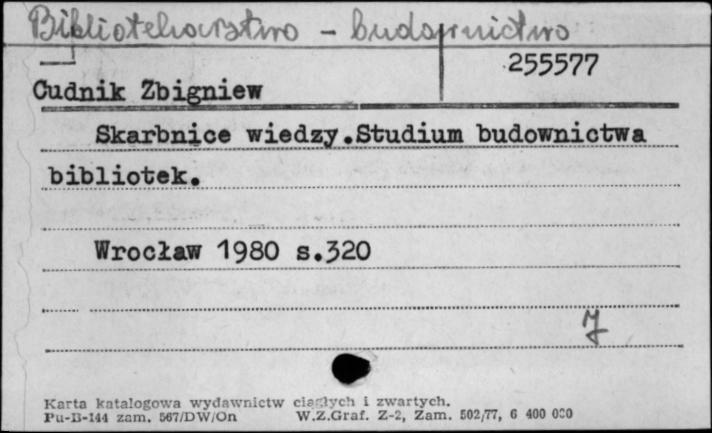 Bibliotekarstwo - budownictwo
255577
Cudnik Zbigniew
Skarbnice wiedzy.Studium budownictwa
bibliotek.
Wrocław 1980 s.320
Karta katalogowa wydawnictw ciągłych i zwartych.
Pu-B-144 zam. 567/DW/On W.Z.Graf. Z-2, Zam. 502/77, 6 400 000